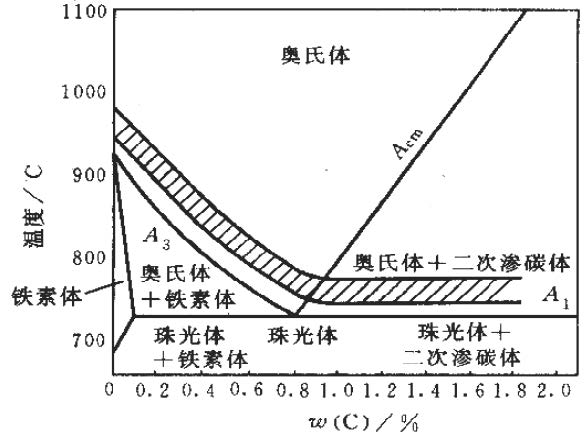 1100
1000
900
800
700
温度/C
奥氏体
Acm
A3
奥氏体
+铁素体
铁素体
奥氏体+二次渗碳体
A1
珠光体
+铁素体
珠光体
珠光体+
二次渗碳体
0 0.2 0.4 0.6 0.8 1.0 1.2 1.4 1.6 1.8 2.0
w(C)/%